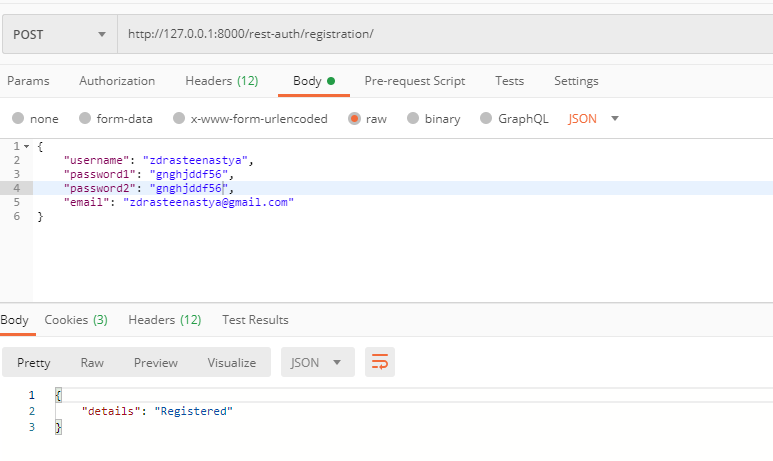 POST http://127.0.0.1:8000/rest-auth/registration/
Params Authorization Headers (12) Body Pre-request Script Tests Settings
none form-data x-www-form-urlencoded raw binary GraphQL JSON
1 {
2 "username": "zdrasteenastya",
3 "password1": "gnghjddf56",
4 "password2": "gnghjddf56",
5 "email": "zdrasteenastya@gmail.com"
6 }
Body Cookies (3) Headers (12) Test Results
Pretty Raw Preview Visualize JSON
1 {
2 "details": "Registered"
3 }